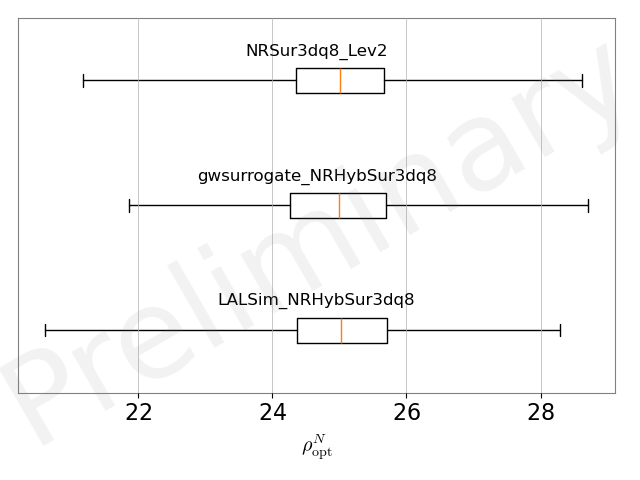 NRSur3dq8_Lev2
gwsurrogate_NRHybSur3dq8
LALSim_NRHybSur3dq8
Preliminary
22 24 26 28
ρ^N_opt